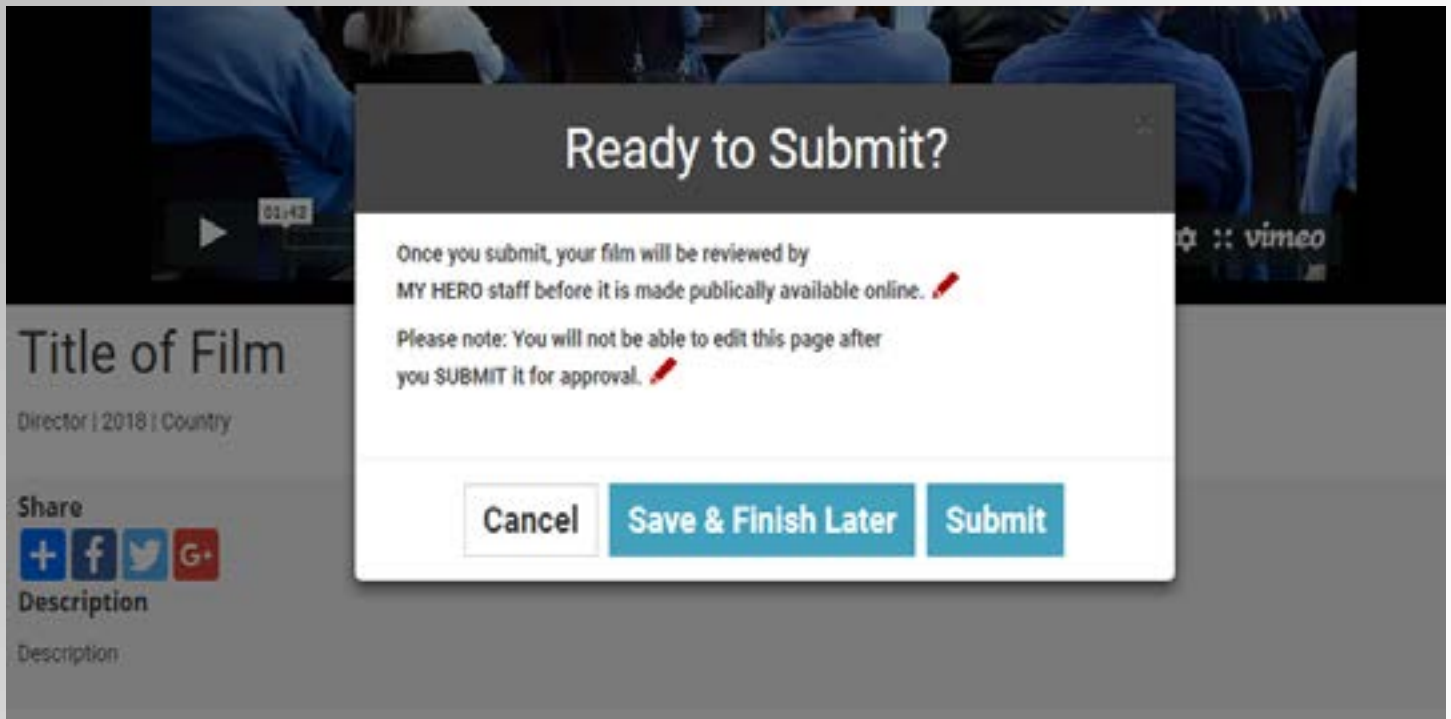 Ready to Submit?
01:43
vimeo
Once you submit, your film will be reviewed by
MY HERO staff before it is made publically available online.
Please note: You will not be able to edit this page after
you SUBMIT it for approval.
Title of Film
Director | 2018 | Country
Cancel
Save & Finish Later
Submit
Share
G+
Description
Description